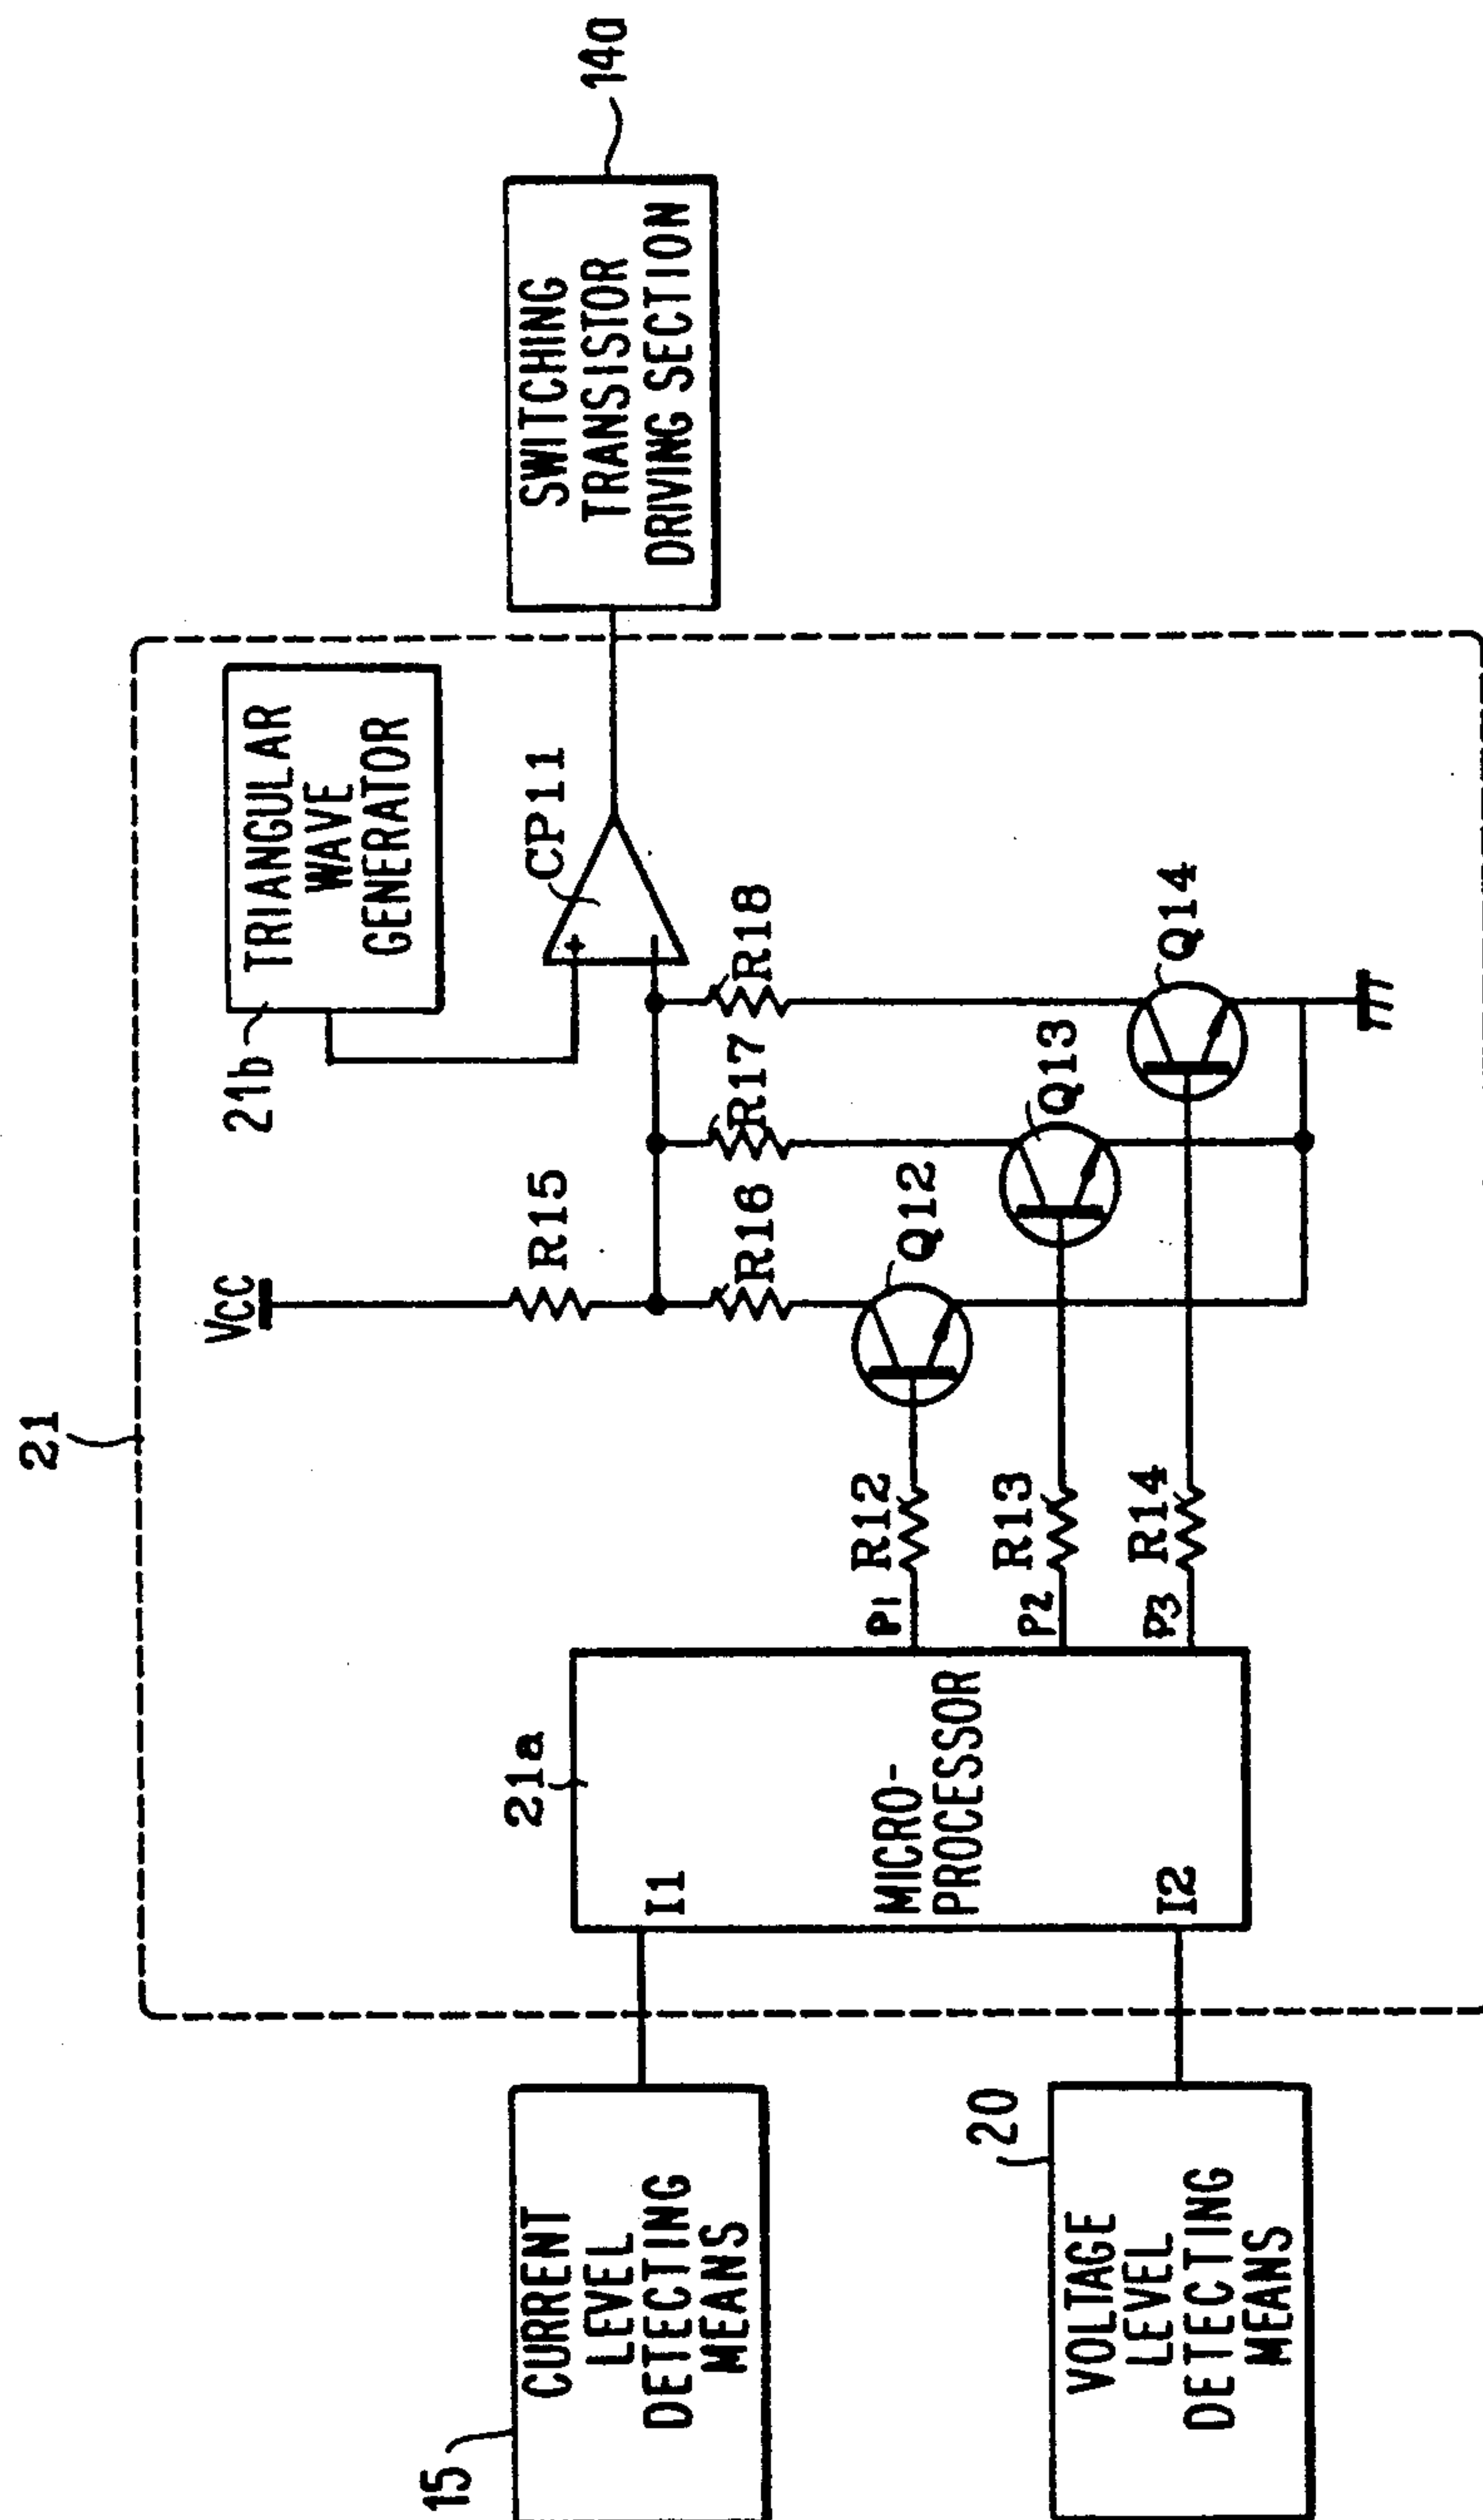 21
VCC
21b
TRIANGULAR
WAVE
GENERATOR
14a
SWITCHING
TRANSISTOR
DRIVING SECTION
CP11
+
−
R15
R16
R17
R18
Q12
Q13
Q14
21a
I1
MICRO-
PROCESSOR
I2
P1
R12
P2
R13
P3
R14
15
CURRENT
LEVEL
DETECTING
MEANS
20
VOLTAGE
LEVEL
DETECTING
MEANS